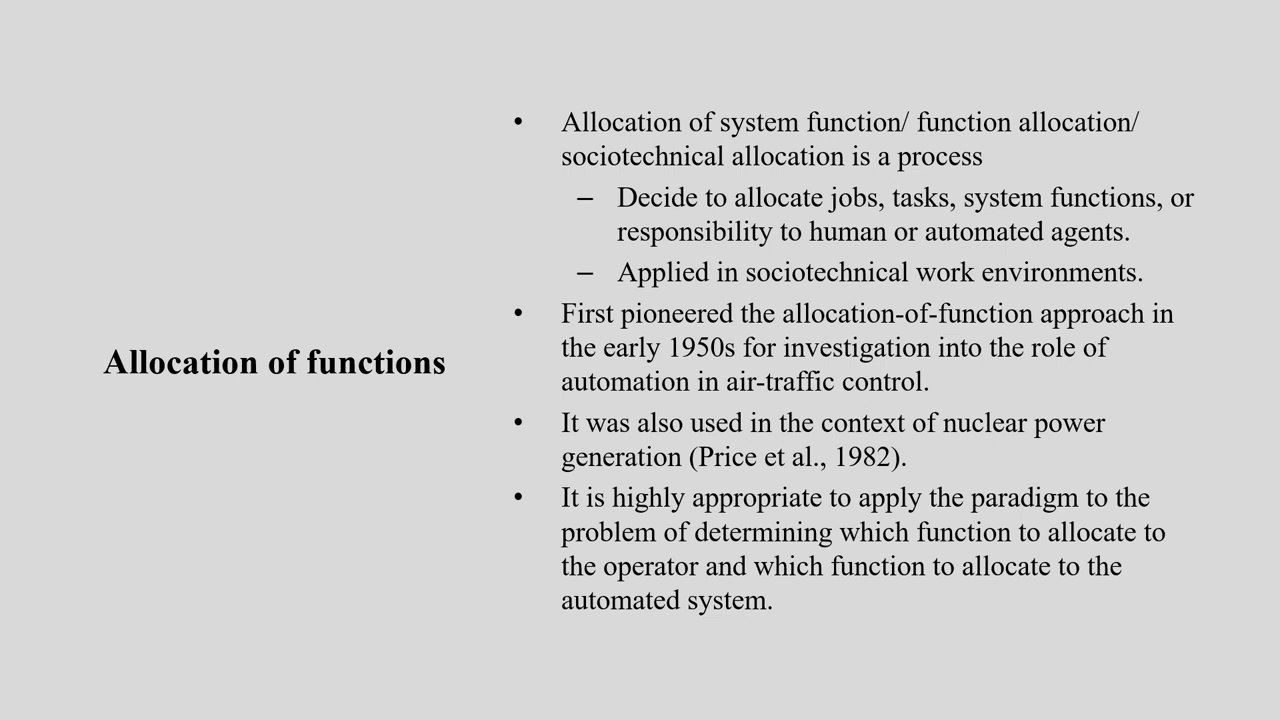 Allocation of functions
• Allocation of system function/ function allocation/
sociotechnical allocation is a process
– Decide to allocate jobs, tasks, system functions, or
responsibility to human or automated agents.
– Applied in sociotechnical work environments.
• First pioneered the allocation-of-function approach in
the early 1950s for investigation into the role of
automation in air-traffic control.
• It was also used in the context of nuclear power
generation (Price et al., 1982).
• It is highly appropriate to apply the paradigm to the
problem of determining which function to allocate to
the operator and which function to allocate to the
automated system.